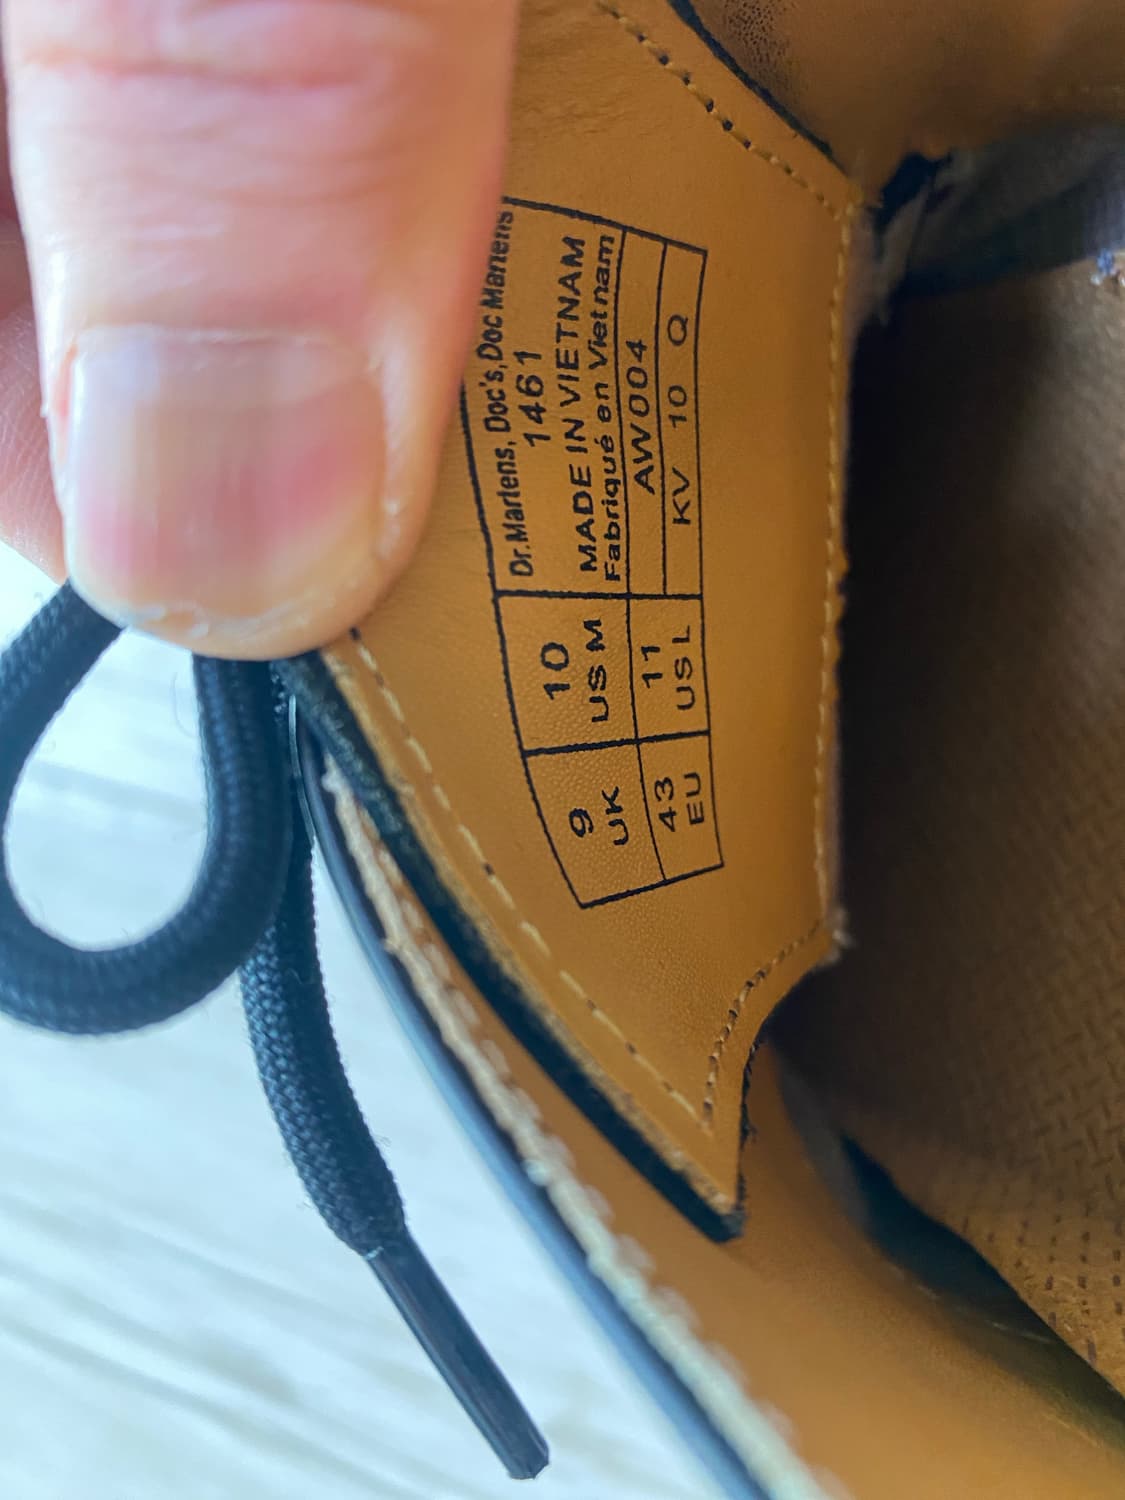 Dr.Martens, Doc's, Doc Martens
1461
MADE IN VIETNAM
Fabriqué en Vietnam
AW004
KV 10 Q
10
US M
11
US L
9
UK
43
EU